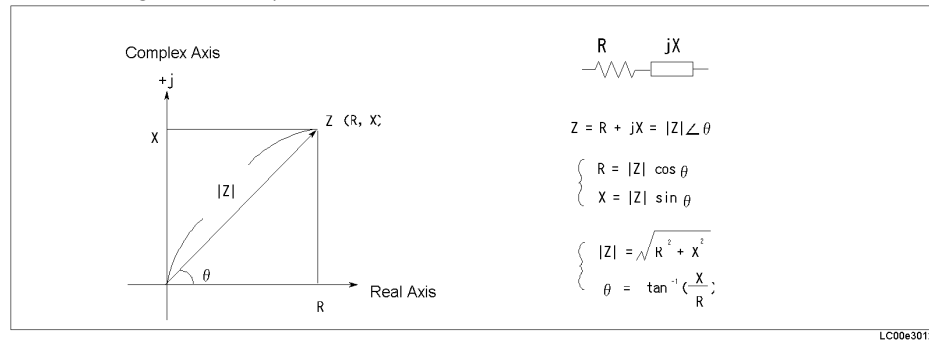 Complex Axis
+j
X
Z (R, X)
|Z|
θ
R
Real Axis
R jX
Z = R + jX = |Z|∠θ
R = |Z| cos θ
X = |Z| sin θ
|Z| = √R² + X²
θ = tan⁻¹ (X/R)
LC00e301